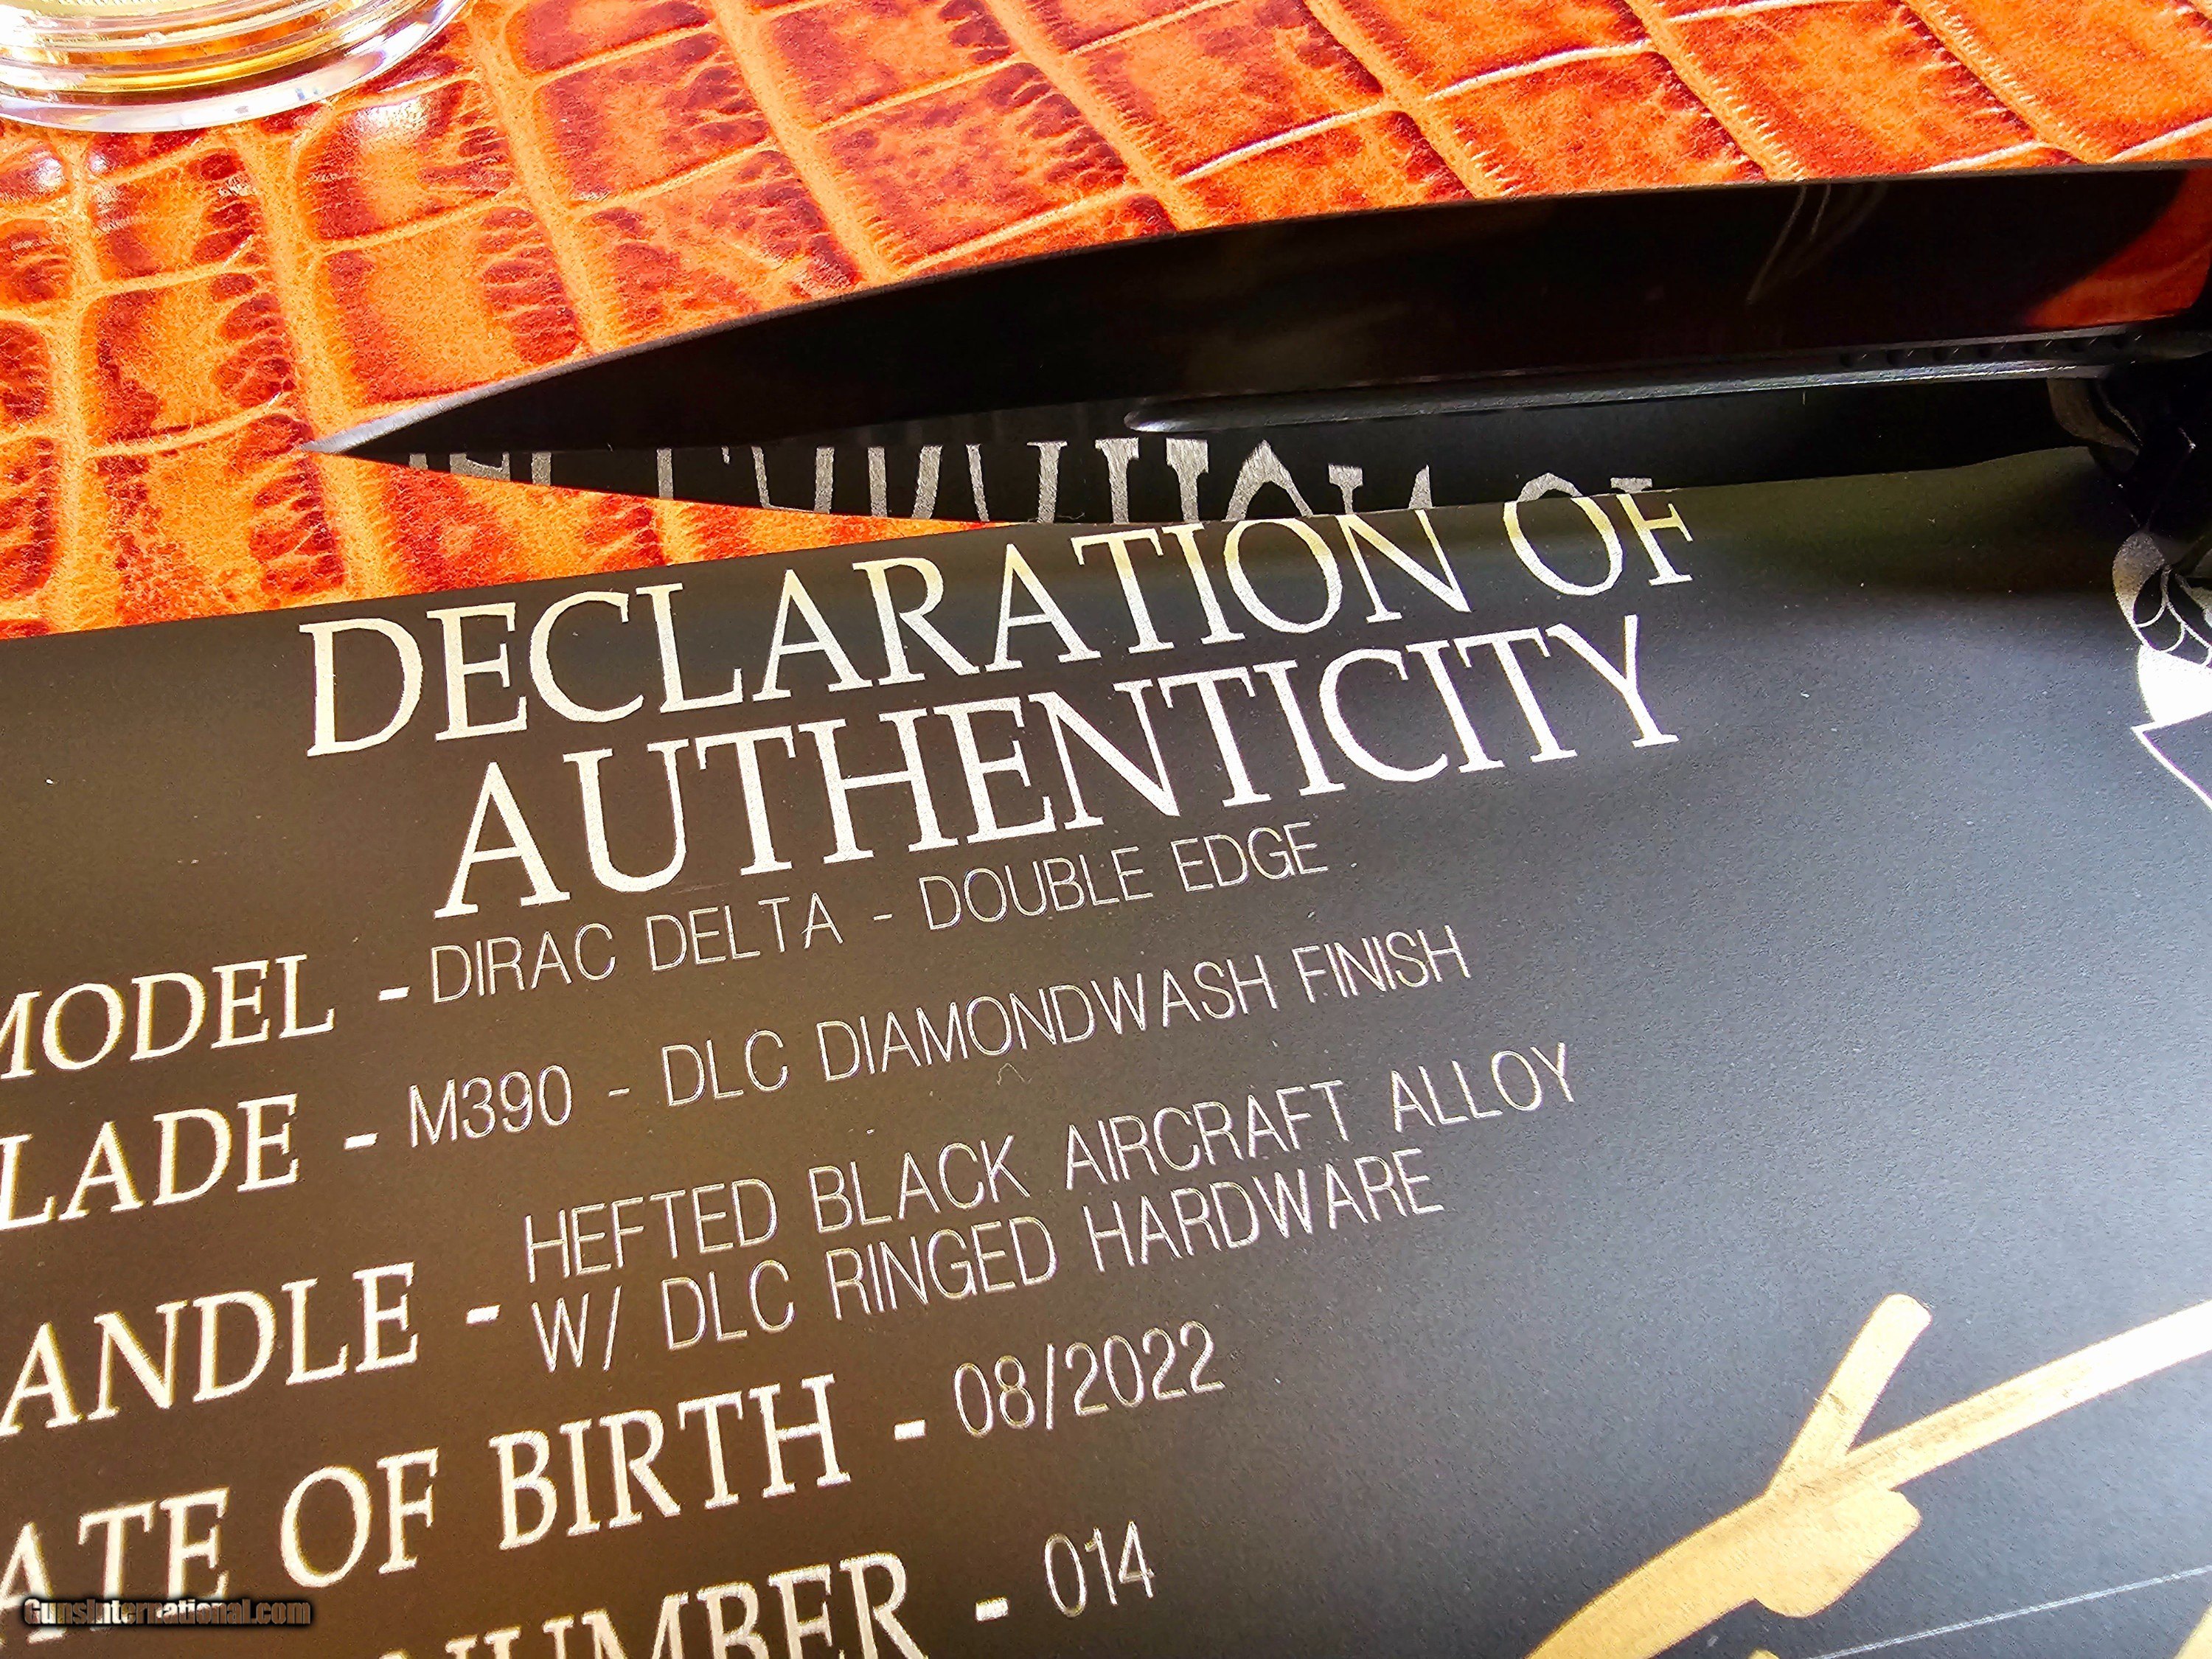 DECLARATION OF
AUTHENTICITY
MODEL - DIRAC DELTA - DOUBLE EDGE
LADE - M390 - DLC DIAMONDWASH FINISH
ANDLE - HEFTED BLACK AIRCRAFT ALLOY
W/ DLC RINGED HARDWARE
ATE OF BIRTH - 08/2022
NUMBER - 014
GunsInternational.com